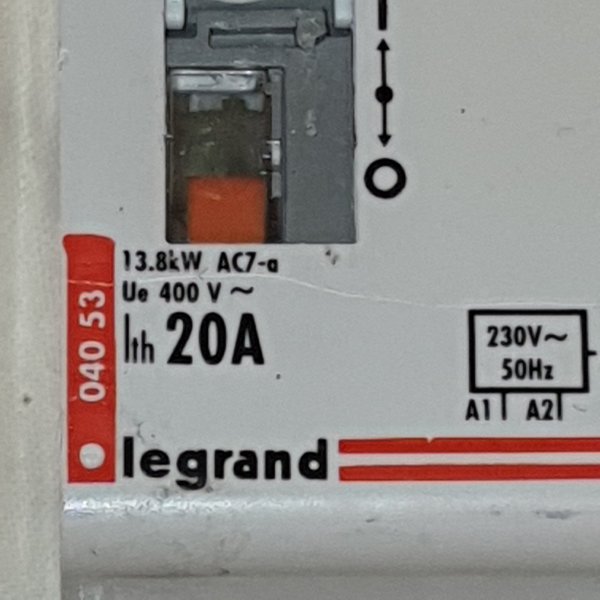 I
O
13.8kW AC7-a
Ue 400 V ~
Ith 20A
040 53
230V~
50Hz
A1 A2
legrand